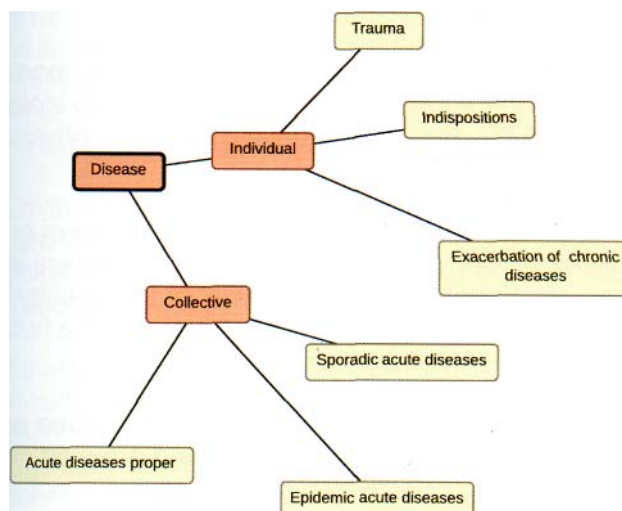 Trauma
Indispositions
Individual
Disease
Exacerbation of chronic
diseases
Collective
Sporadic acute diseases
Acute diseases proper
Epidemic acute diseases